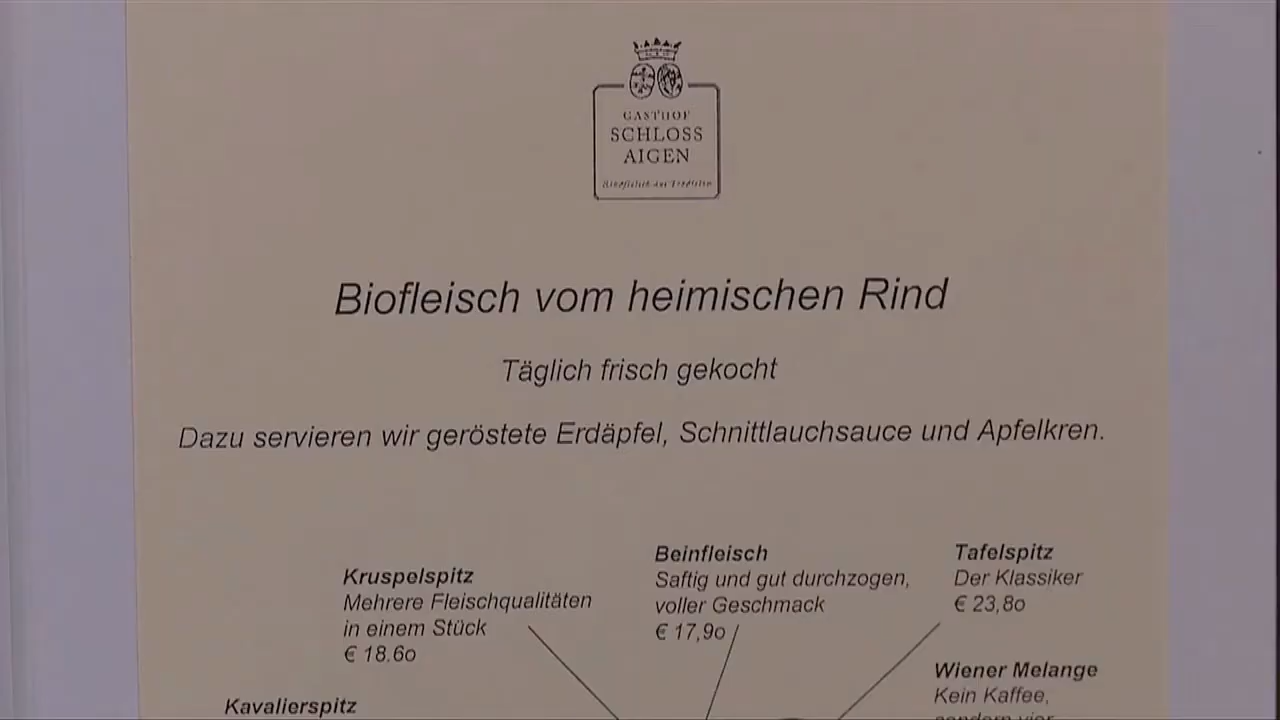 GASTHOF
SCHLOSS
AIGEN
Biofleisch vom heimischen Rind
Täglich frisch gekocht
Dazu servieren wir geröstete Erdäpfel, Schnittlauchsauce und Apfelkren.
Kruspelspitz
Mehrere Fleischqualitäten
in einem Stück
€ 18.6o
Beinfleisch
Saftig und gut durchzogen,
voller Geschmack
€ 17,9o
Tafelspitz
Der Klassiker
€ 23,8o
Kavalierspitz
Wiener Melange
Kein Kaffee,
sondern vier